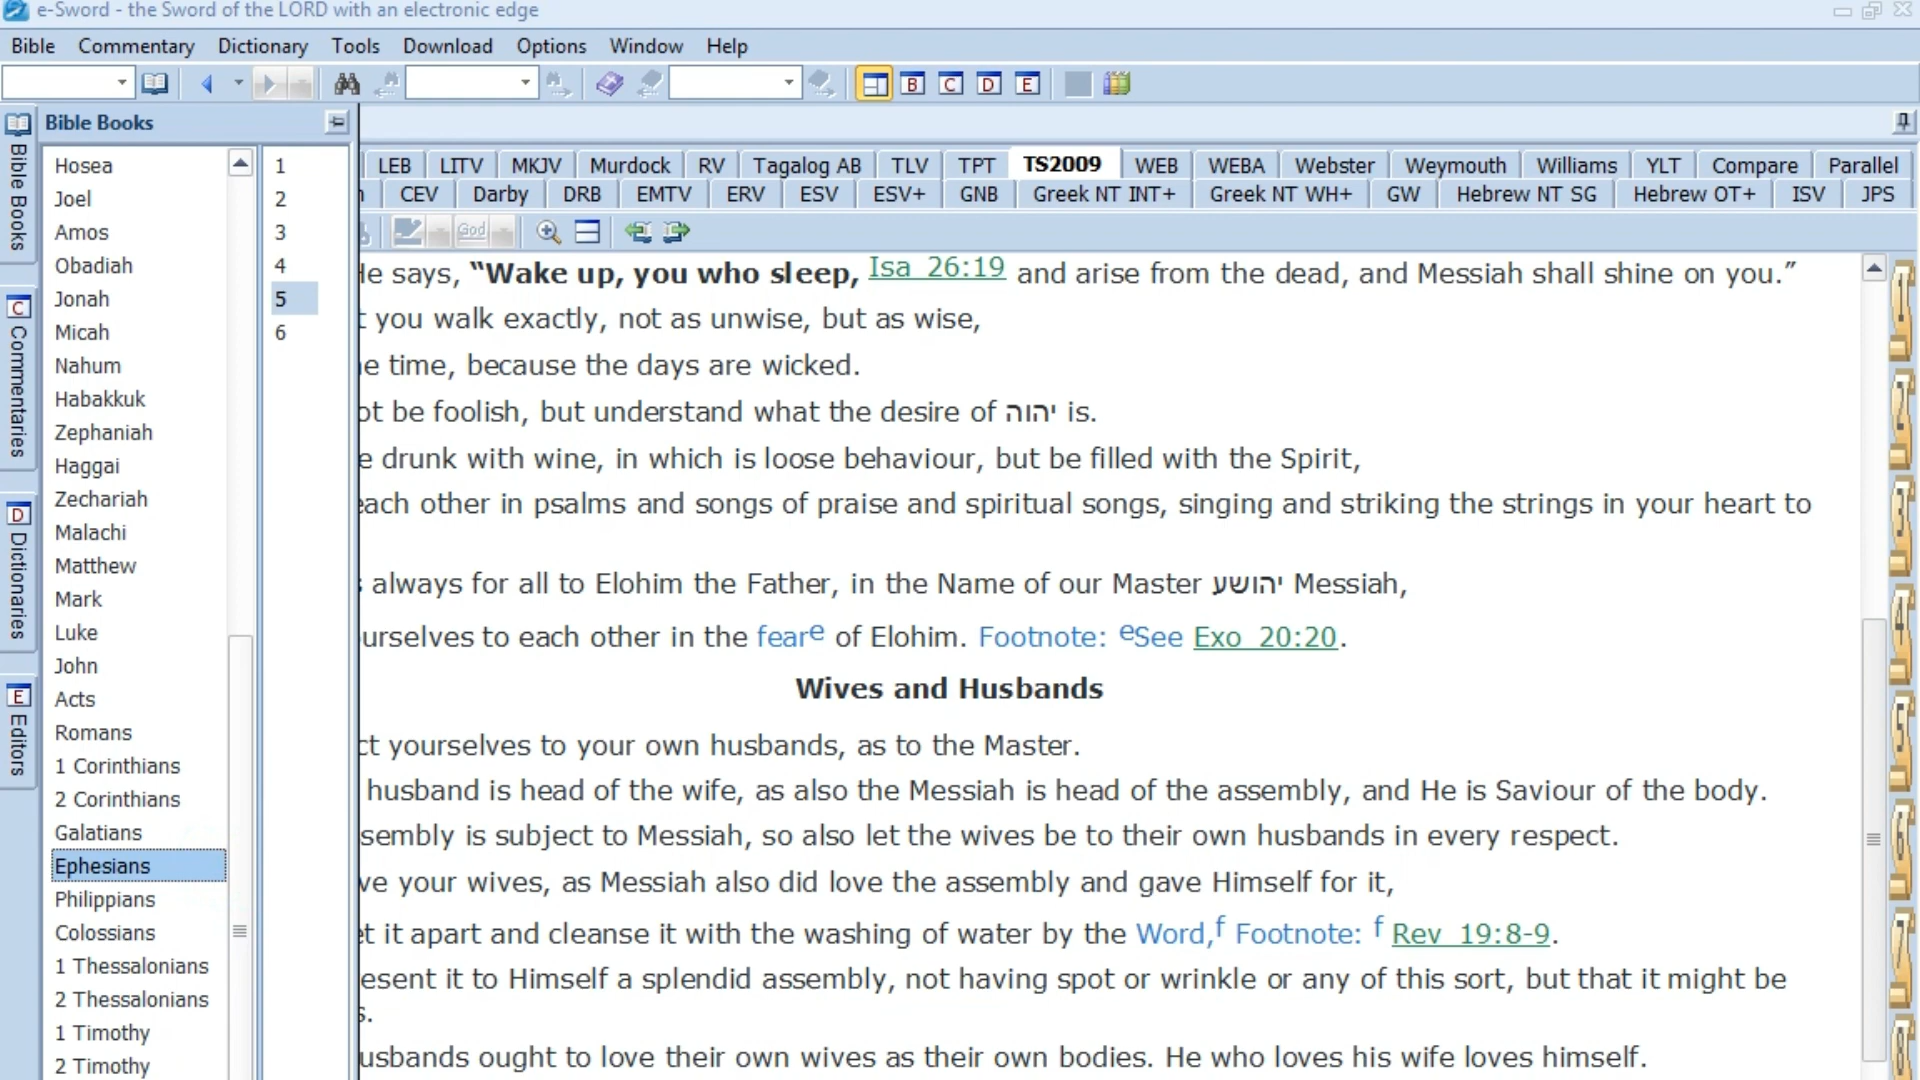 e-Sword - the Sword of the LORD with an electronic edge
Bible Commentary Dictionary Tools Download Options Window Help
B C D E
Bible Books
Bible Books
C Commentaries
D Dictionaries
E Editors
Hosea
Joel
Amos
Obadiah
Jonah
Micah
Nahum
Habakkuk
Zephaniah
Haggai
Zechariah
Malachi
Matthew
Mark
Luke
John
Acts
Romans
1 Corinthians
2 Corinthians
Galatians
Ephesians
Philippians
Colossians
1 Thessalonians
2 Thessalonians
1 Timothy
2 Timothy
1
2
3
4
5
6
LEB LITV MKJV Murdock RV Tagalog AB TLV TPT TS2009 WEB WEBA Webster Weymouth Williams YLT Compare Parallel
CEV Darby DRB EMTV ERV ESV ESV+ GNB Greek NT INT+ Greek NT WH+ GW Hebrew NT SG Hebrew OT+ ISV JPS
God
He says, “Wake up, you who sleep, Isa 26:19 and arise from the dead, and Messiah shall shine on you.”
you walk exactly, not as unwise, but as wise,
time, because the days are wicked.
be foolish, but understand what the desire of יהוה is.
drunk with wine, in which is loose behaviour, but be filled with the Spirit,
each other in psalms and songs of praise and spiritual songs, singing and striking the strings in your heart to
always for all to Elohim the Father, in the Name of our Master יהושע Messiah,
urselves to each other in the fearᵉ of Elohim. Footnote: ᵉSee Exo 20:20.
Wives and Husbands
ct yourselves to your own husbands, as to the Master.
husband is head of the wife, as also the Messiah is head of the assembly, and He is Saviour of the body.
sembly is subject to Messiah, so also let the wives be to their own husbands in every respect.
ve your wives, as Messiah also did love the assembly and gave Himself for it,
it apart and cleanse it with the washing of water by the Word,ᶠ Footnote: ᶠ Rev 19:8-9.
esent it to Himself a splendid assembly, not having spot or wrinkle or any of this sort, but that it might be
s.
usbands ought to love their own wives as their own bodies. He who loves his wife loves himself.
1
2
3
4
5
6
7
8